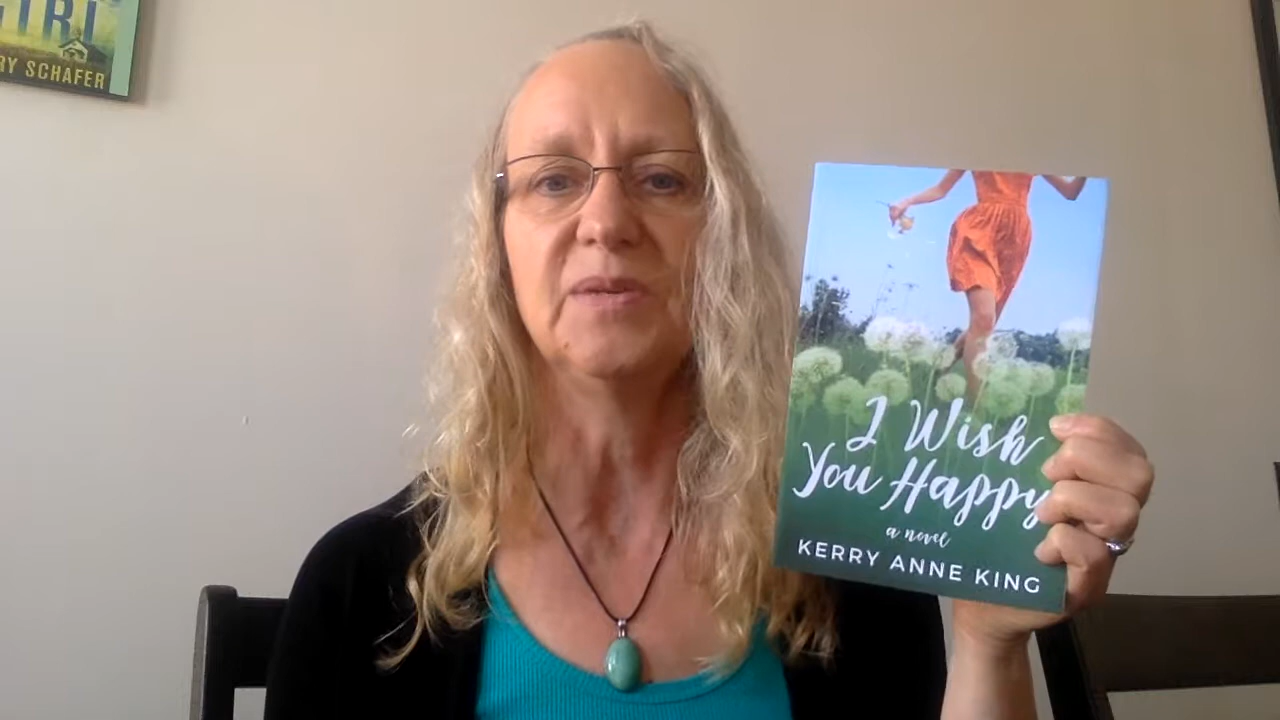 RY SCHAFER
I Wish
You Happy
a novel
KERRY ANNE KING